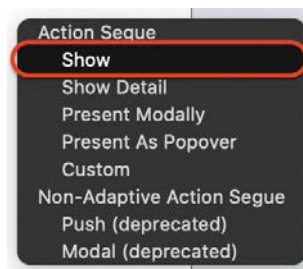 Action Segue
Show
Show Detail
Present Modally
Present As Popover
Custom
Non-Adaptive Action Segue
Push (deprecated)
Modal (deprecated)